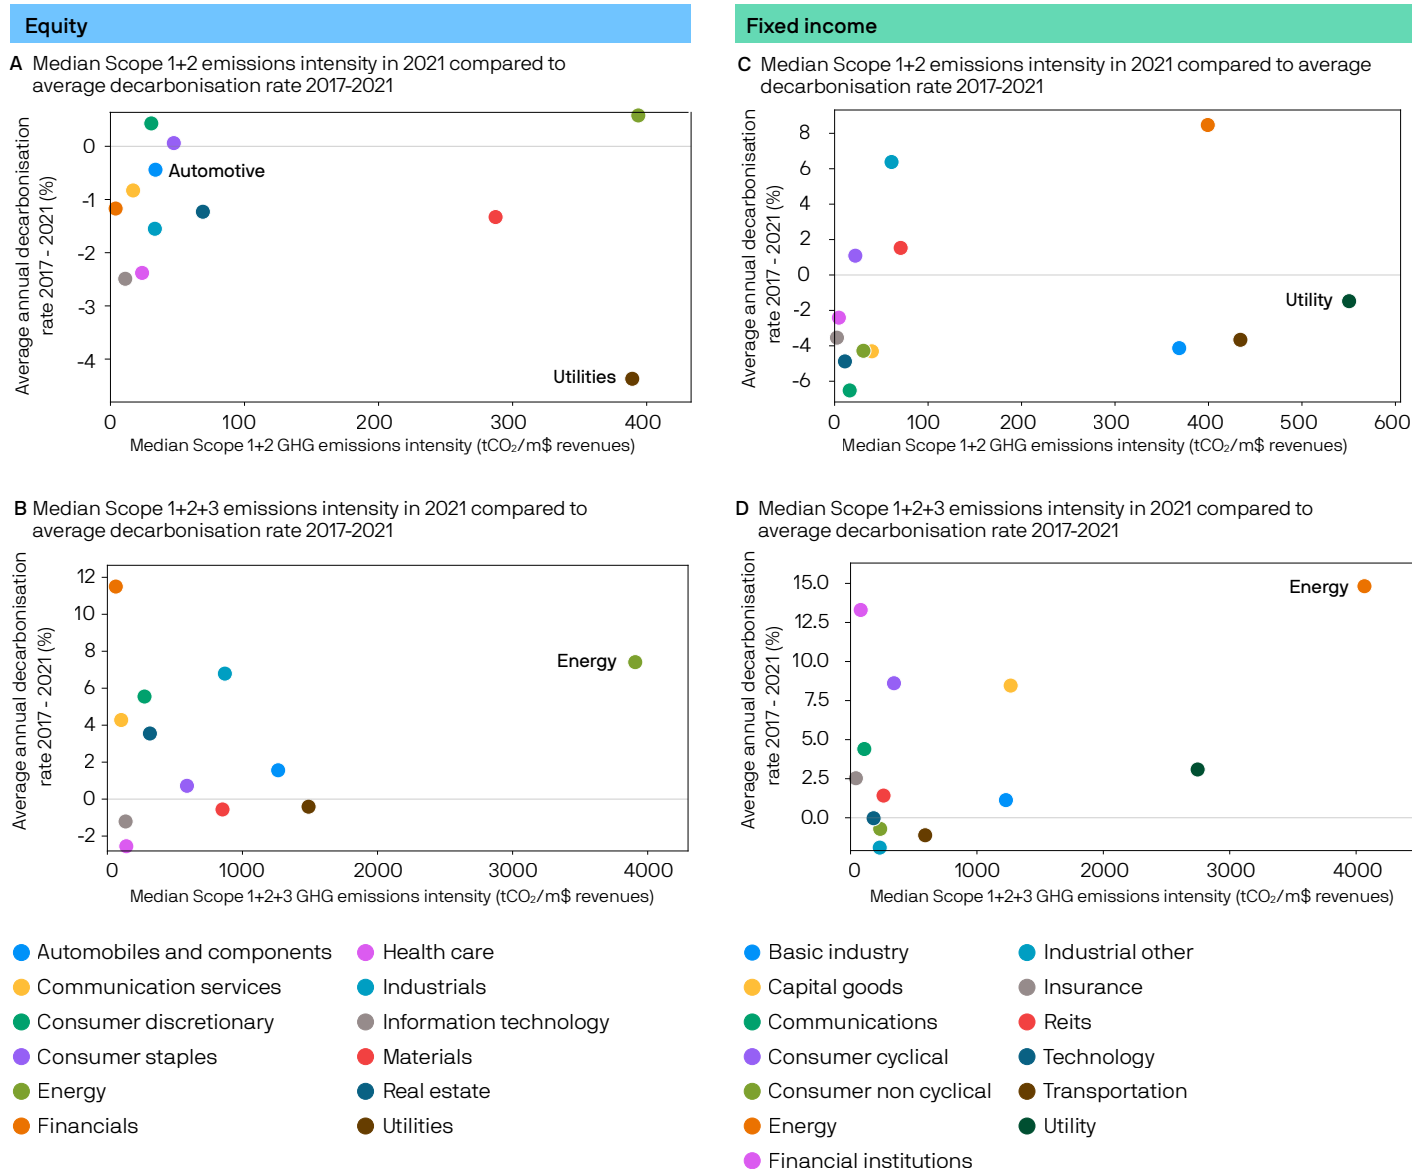 Equity
A Median Scope 1+2 emissions intensity in 2021 compared to
average decarbonisation rate 2017-2021
Average annual decarbonisation
rate 2017 - 2021 (%)
0
-1
-2
-3
-4
Automotive
Utilities
0 100 200 300 400
Median Scope 1+2 GHG emissions intensity (tCO₂/m$ revenues)
B Median Scope 1+2+3 emissions intensity in 2021 compared to
average decarbonisation rate 2017-2021
Average annual decarbonisation
rate 2017 - 2021 (%)
12
10
8
6
4
2
0
-2
Energy
0 1000 2000 3000 4000
Median Scope 1+2+3 GHG emissions intensity (tCO₂/m$ revenues)
Automobiles and components
Communication services
Consumer discretionary
Consumer staples
Energy
Financials
Health care
Industrials
Information technology
Materials
Real estate
Utilities
Fixed income
C Median Scope 1+2 emissions intensity in 2021 compared to average
decarbonisation rate 2017-2021
Average annual decarbonisation
rate 2017 - 2021 (%)
8
6
4
2
0
-2
-4
-6
Utility
0 100 200 300 400 500 600
Median Scope 1+2 GHG emissions intensity (tCO₂/m$ revenues)
D Median Scope 1+2+3 emissions intensity in 2021 compared to
average decarbonisation rate 2017-2021
Average annual decarbonisation
rate 2017 - 2021 (%)
15.0
12.5
10.0
7.5
5.0
2.5
0.0
Energy
0 1000 2000 3000 4000
Median Scope 1+2+3 GHG emissions intensity (tCO₂/m$ revenues)
Basic industry
Capital goods
Communications
Consumer cyclical
Consumer non cyclical
Energy
Financial institutions
Industrial other
Insurance
Reits
Technology
Transportation
Utility